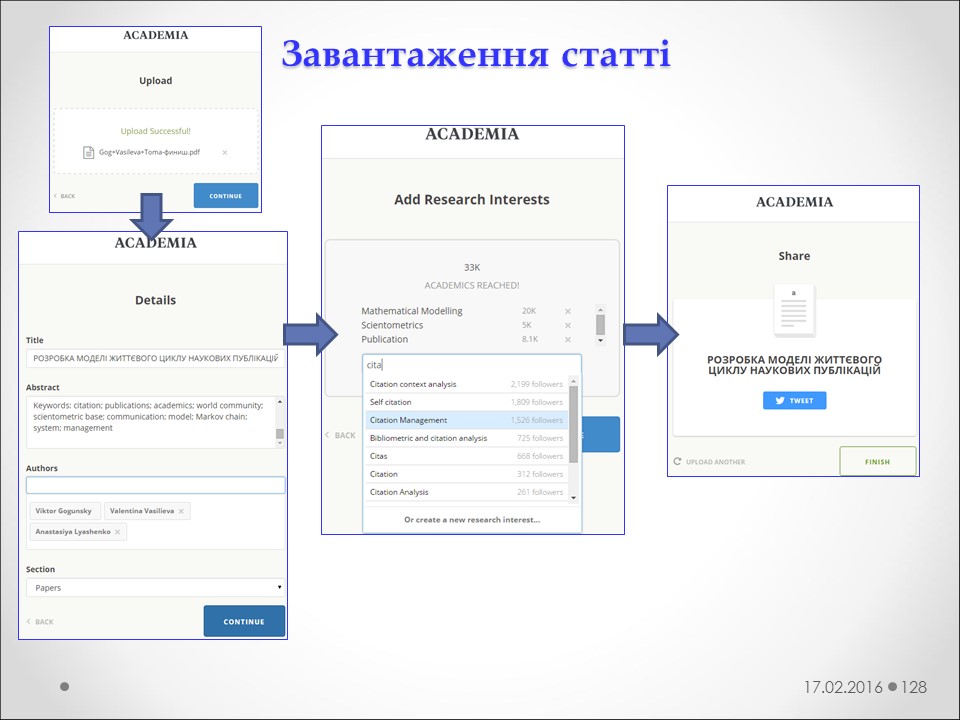 Завантаження статті
ACADEMIA
Upload
Upload Successful!
Gog+Vasileva+Toma-финиш.pdf ×
‹ BACK
CONTINUE
ACADEMIA
Details
Title
РОЗРОБКА МОДЕЛІ ЖИТТЄВОГО ЦИКЛУ НАУКОВИХ ПУБЛІКАЦІЙ
Abstract
Keywords: citation; publications; academics; world community;
scientometric base; communication; model; Markov chain;
system; management
Authors
Viktor Gogunsky
Valentina Vasilieva ×
Anastasiya Lyashenko ×
Section
Papers
‹ BACK
CONTINUE
ACADEMIA
Add Research Interests
33K
ACADEMICS REACHED!
Mathematical Modelling 20K ×
Scientometrics 5K ×
Publication 8.1K ×
cita
Citation context analysis 2,199 followers
Self citation 1,809 followers
Citation Management 1,526 followers
Bibliometric and citation analysis 725 followers
Citas 668 followers
Citation 312 followers
Citation Analysis 261 followers
Or create a new research interest...
‹ BACK
ACADEMIA
Share
РОЗРОБКА МОДЕЛІ ЖИТТЄВОГО
ЦИКЛУ НАУКОВИХ ПУБЛІКАЦІЙ
TWEET
UPLOAD ANOTHER
FINISH
17.02.2016 128